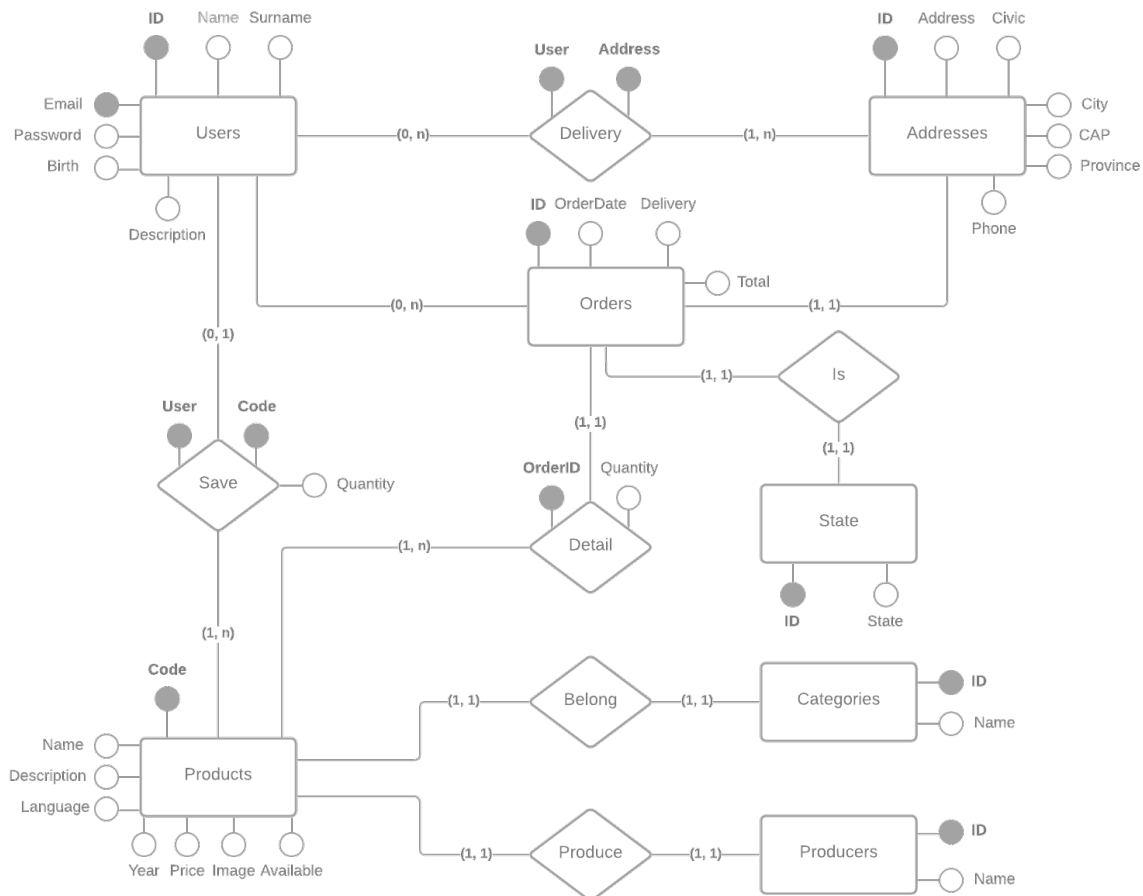 ID
Name
Surname
Email
Password
Birth
Users
Description
(0, n)
User
Address
Delivery
(1, n)
ID
Address
Civic
Addresses
City
CAP
Province
Phone
ID
OrderDate
Delivery
Total
Orders
(0, n)
(1, 1)
(0, 1)
(1, 1)
Is
(1, 1)
(1, 1)
User
Code
Save
Quantity
OrderID
Quantity
Detail
(1, n)
State
ID
State
(1, n)
Code
Name
Description
Language
Products
Year
Price
Image
Available
(1, 1)
Belong
(1, 1)
Categories
ID
Name
(1, 1)
Produce
(1, 1)
Producers
ID
Name